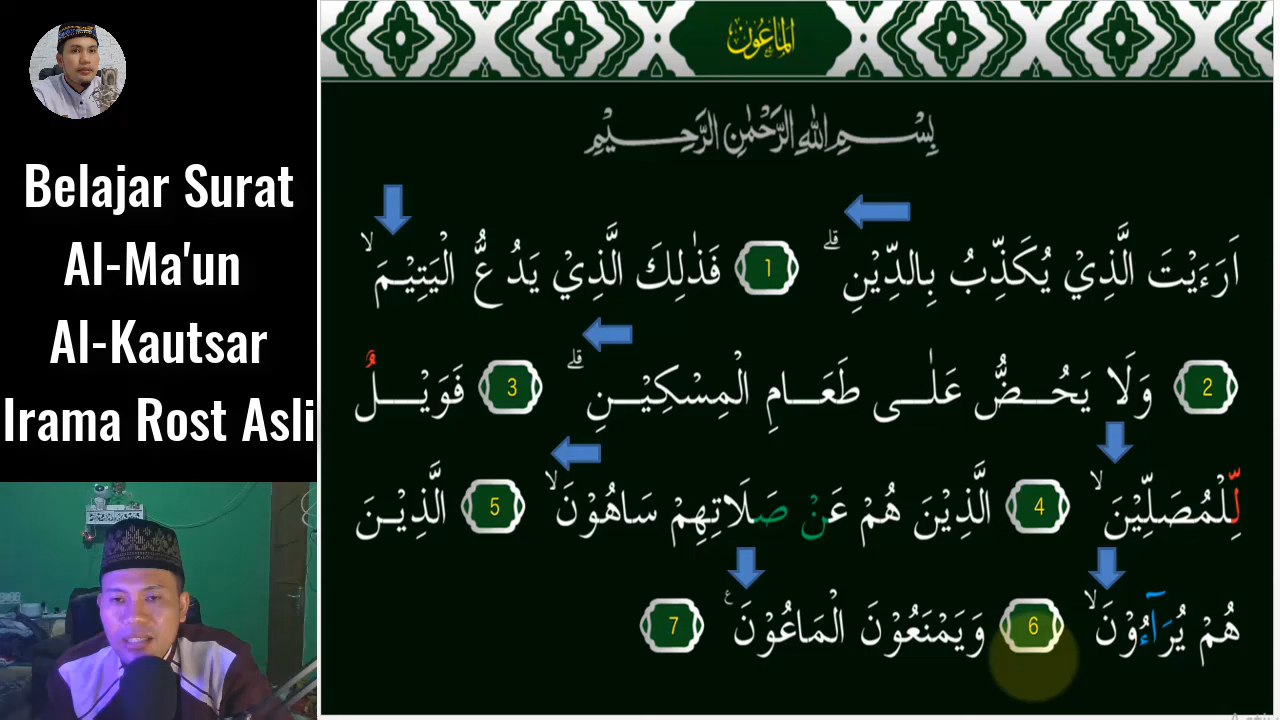 Belajar Surat
Al-Ma'un
Al-Kautsar
Irama Rost Asli
الماعون
بِسْمِ اللّٰهِ الرَّحْمٰنِ الرَّحِيْمِ
اَرَءَيْتَ الَّذِيْ يُكَذِّبُ بِالدِّيْنِۗ 1 فَذٰلِكَ الَّذِيْ يَدُعُّ الْيَتِيْمَۙ
2 وَلَا يَحُضُّ عَلٰى طَعَامِ الْمِسْكِيْنِۗ 3 فَوَيْلٌ
لِّلْمُصَلِّيْنَۙ 4 الَّذِيْنَ هُمْ عَنْ صَلَاتِهِمْ سَاهُوْنَۙ 5 الَّذِيْنَ
هُمْ يُرَاۤءُوْنَۙ 6 وَيَمْنَعُوْنَ الْمَاعُوْنَ ࣖ 7